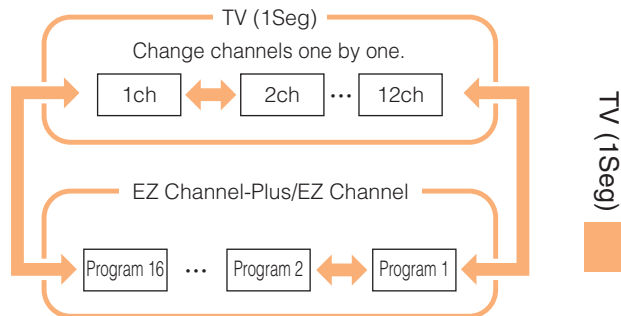 TV (1Seg)
Change channels one by one.
1ch 2ch ··· 12ch
EZ Channel-Plus/EZ Channel
Program 16 ··· Program 2 Program 1
TV (1Seg)